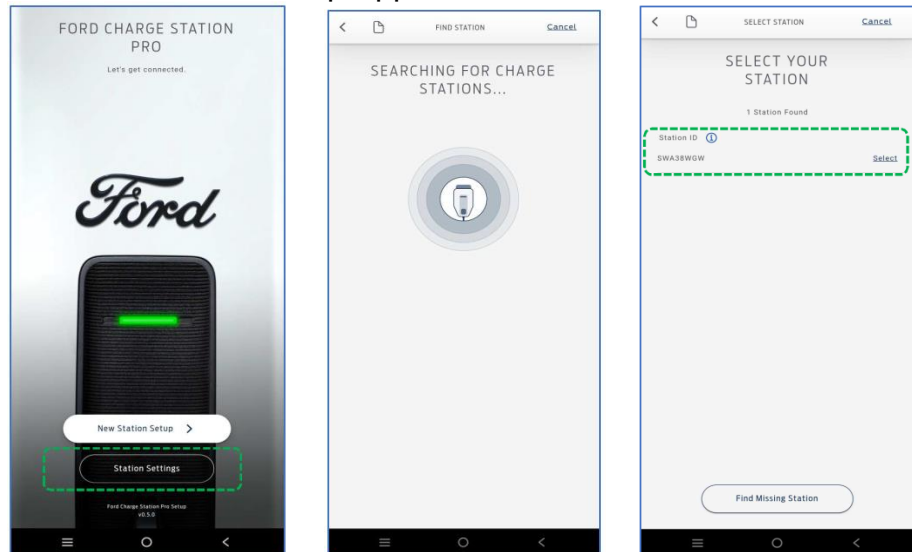 FORD CHARGE STATION
PRO
Let's get connected.
Ford
New Station Setup >
Station Settings
Ford Charge Station Pro Setup
v0.5.0
FIND STATION
Cancel
SEARCHING FOR CHARGE
STATIONS...
SELECT STATION
Cancel
SELECT YOUR
STATION
1 Station Found
Station ID
SWA38WGW
Select
Find Missing Station